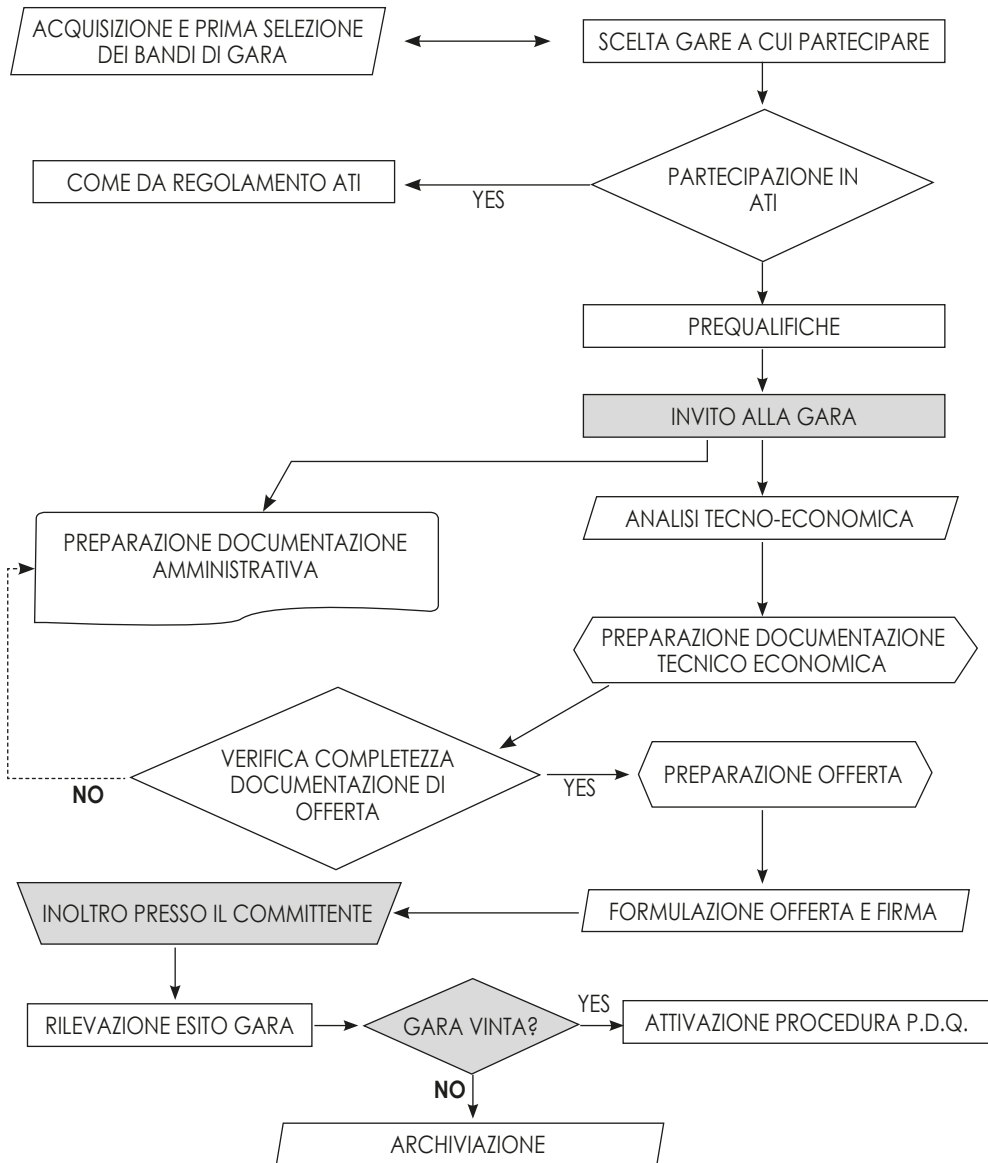 ACQUISIZIONE E PRIMA SELEZIONE
DEI BANDI DI GARA
SCELTA GARE A CUI PARTECIPARE
PARTECIPAZIONE IN
ATI
YES
COME DA REGOLAMENTO ATI
PREQUALIFICHE
INVITO ALLA GARA
ANALISI TECNO-ECONOMICA
PREPARAZIONE DOCUMENTAZIONE
AMMINISTRATIVA
PREPARAZIONE DOCUMENTAZIONE
TECNICO ECONOMICA
VERIFICA COMPLETEZZA
DOCUMENTAZIONE DI
OFFERTA
NO
YES
PREPARAZIONE OFFERTA
FORMULAZIONE OFFERTA E FIRMA
INOLTRO PRESSO IL COMMITTENTE
RILEVAZIONE ESITO GARA
GARA VINTA?
YES
ATTIVAZIONE PROCEDURA P.D.Q.
NO
ARCHIVIAZIONE